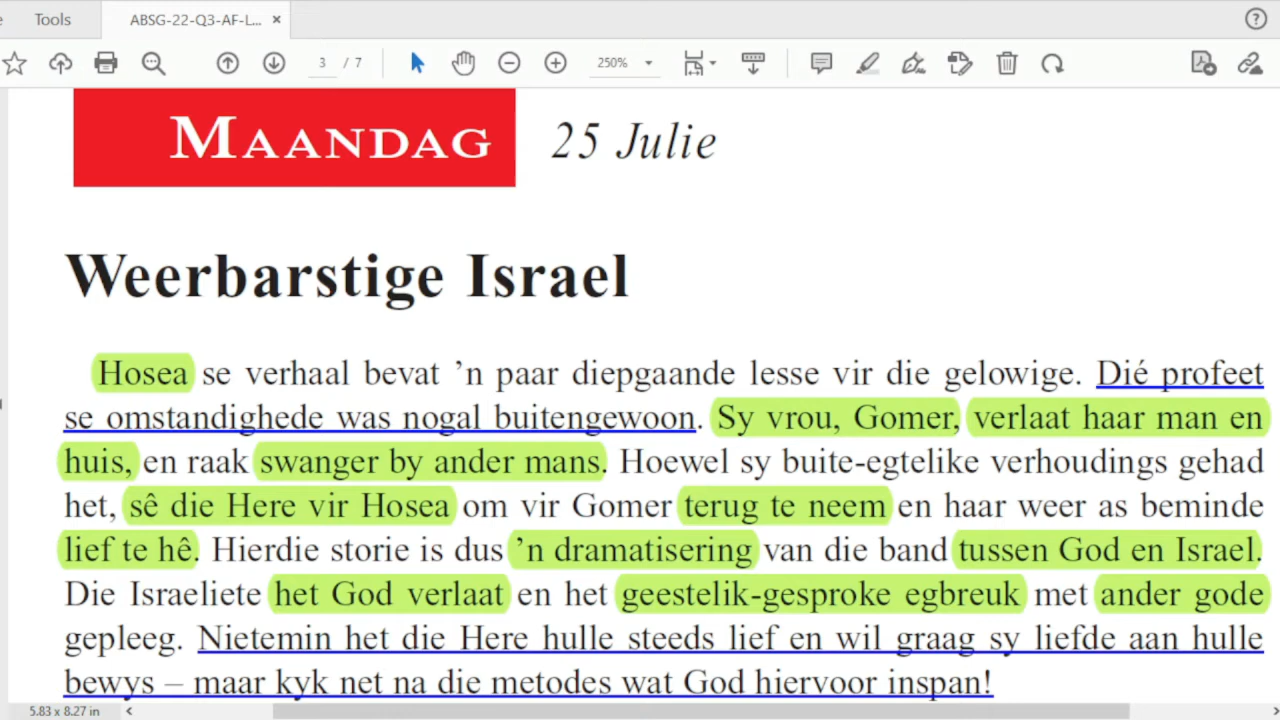 Tools
ABSG-22-Q3-AF-L... ×
3 / 7
250%
MAANDAG 25 Julie
Weerbarstige Israel
Hosea se verhaal bevat ’n paar diepgaande lesse vir die gelowige. Dié profeet
se omstandighede was nogal buitengewoon. Sy vrou, Gomer, verlaat haar man en
huis, en raak swanger by ander mans. Hoewel sy buite-egtelike verhoudings gehad
het, sê die Here vir Hosea om vir Gomer terug te neem en haar weer as beminde
lief te hê. Hierdie storie is dus ’n dramatisering van die band tussen God en Israel.
Die Israeliete het God verlaat en het geestelik-gesproke egbreuk met ander gode
gepleeg. Nietemin het die Here hulle steeds lief en wil graag sy liefde aan hulle
bewys – maar kyk net na die metodes wat God hiervoor inspan!
5.83 x 8.27 in